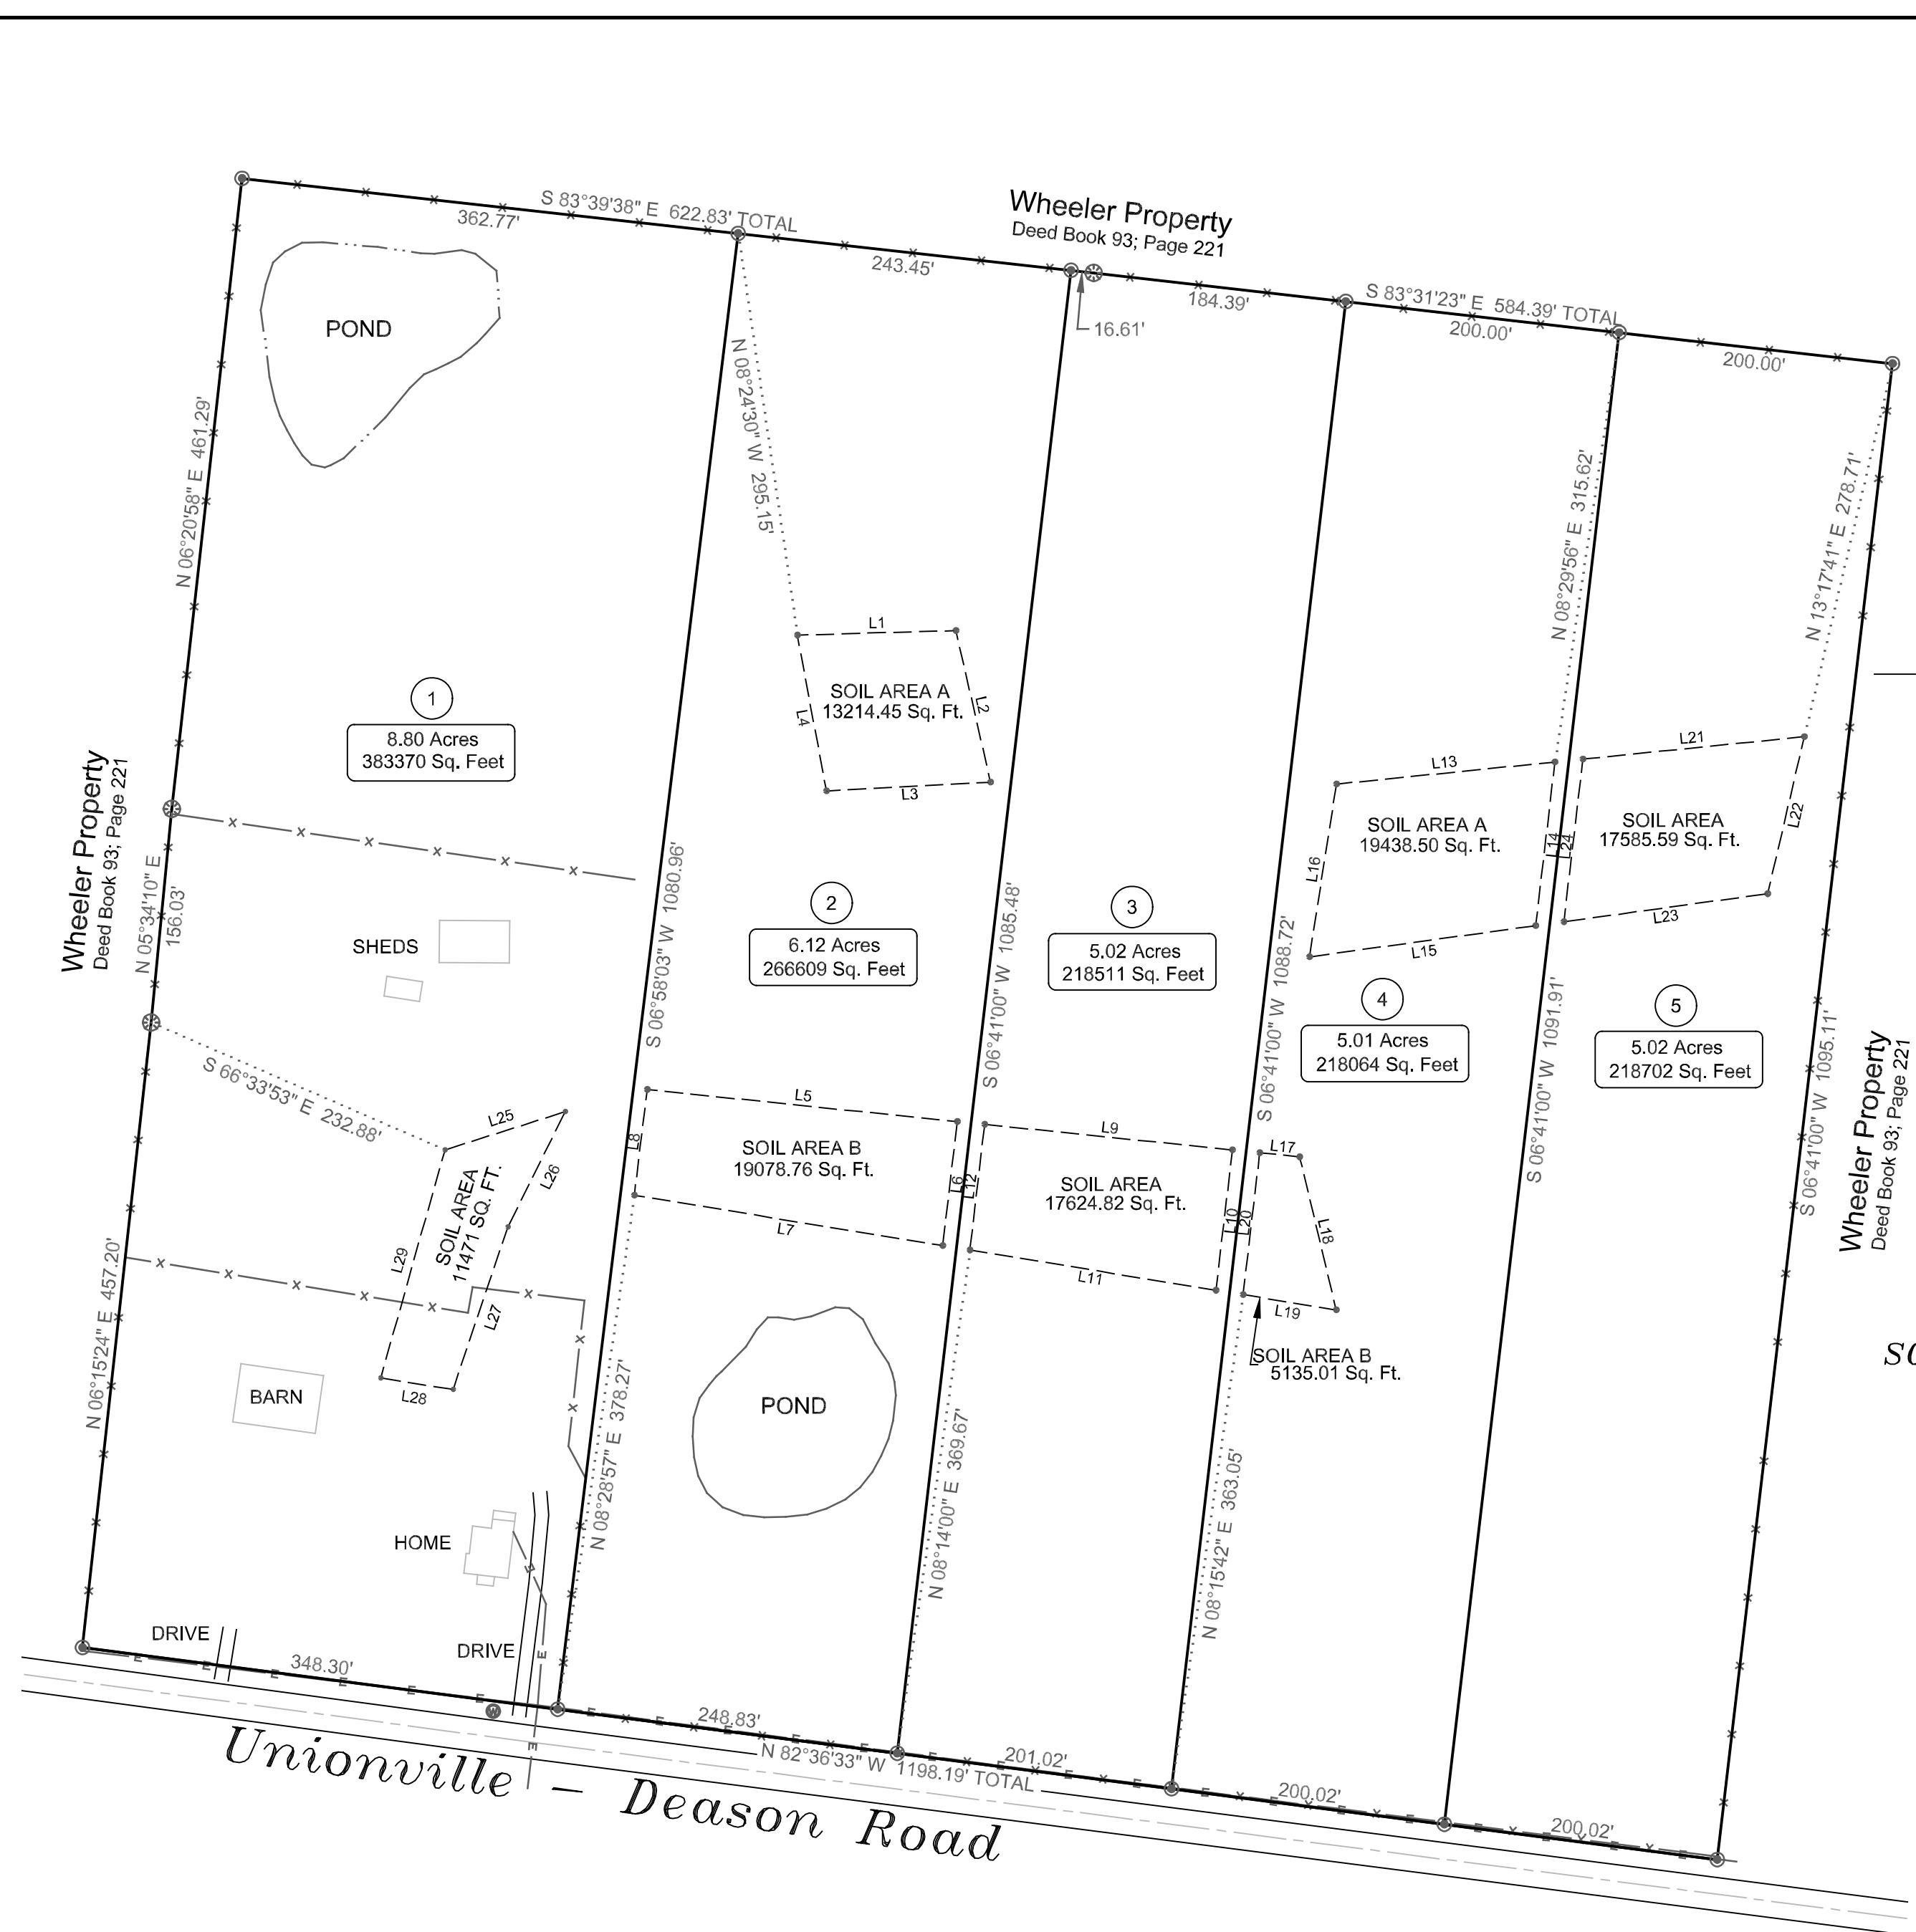 Wheeler Property
Deed Book 93; Page 221
S 83°39'38" E 622.83' TOTAL
362.77'
243.45'
16.61'
184.39'
S 83°31'23" E 584.39' TOTAL
200.00'
200.00'
POND
N 06°20'58" E 461.29'
N 08°24'30" W 295.15'
N 08°29'56" E 315.62'
N 13°17'41" E 278.71'
L1
L2
L3
L4
SOIL AREA A
13214.45 Sq. Ft.
1
8.80 Acres
383370 Sq. Feet
L13
L14
L15
L16
SOIL AREA A
19438.50 Sq. Ft.
L21
L22
L23
L24
SOIL AREA
17585.59 Sq. Ft.
Wheeler Property
Deed Book 93; Page 221
N 05°34'10" E
156.03'
SHEDS
S 06°58'03" W 1080.96'
2
6.12 Acres
266609 Sq. Feet
S 06°41'00" W 1085.48'
3
5.02 Acres
218511 Sq. Feet
S 06°41'00" W 1088.72'
4
5.01 Acres
218064 Sq. Feet
S 06°41'00" W 1091.91'
5
5.02 Acres
218702 Sq. Feet
S 06°41'00" W 1095.11'
Wheeler Property
Deed Book 93; Page 221
S 66°33'53" E 232.88'
L25
L26
L27
L28
L29
SOIL AREA
11471 SQ. FT.
L5
L6
L7
L8
SOIL AREA B
19078.76 Sq. Ft.
L9
L10
L11
L12
SOIL AREA
17624.82 Sq. Ft.
L17
L18
L19
L20
SOIL AREA B
5135.01 Sq. Ft.
SC
N 06°15'24" E 457.20'
BARN
N 08°28'57" E 378.27'
POND
N 08°14'00" E 369.67'
N 08°15'42" E 363.05'
HOME
DRIVE
DRIVE
W
348.30'
248.83'
N 82°36'33" W 1198.19' TOTAL
201.02'
200.02'
200.02'
Unionville – Deason Road